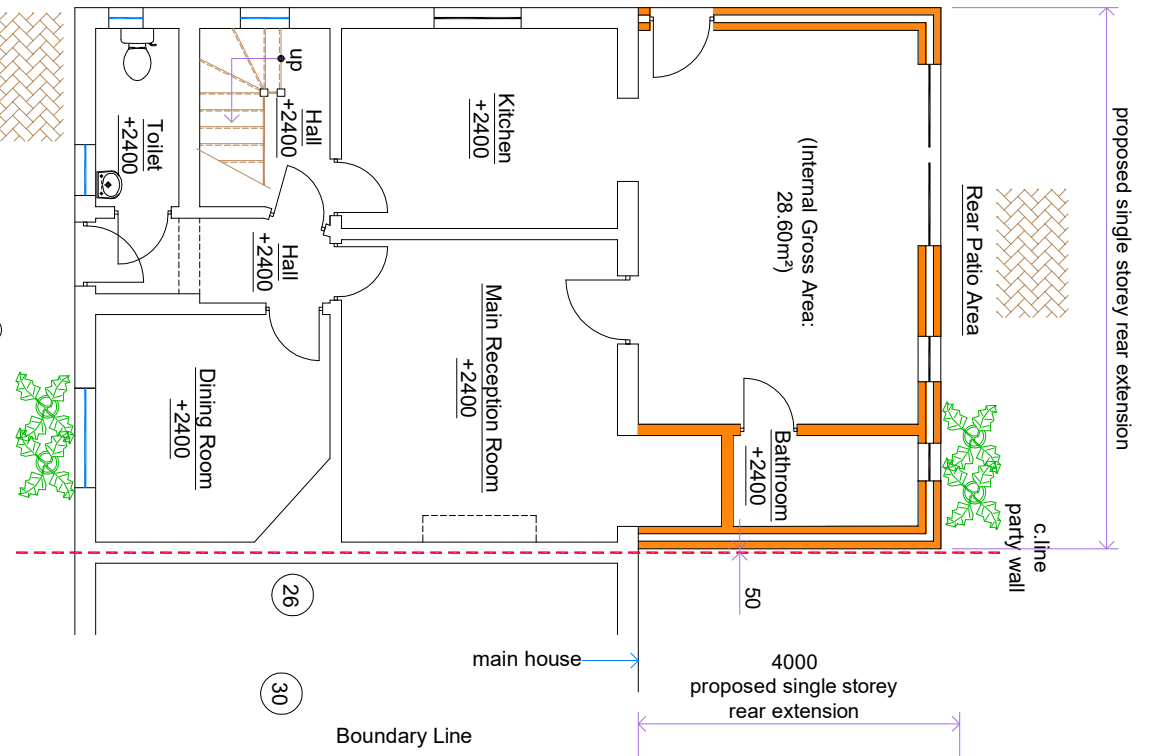 up
Toilet
+2400
Hall
+2400
Kitchen
+2400
Hall
+2400
Main Reception Room
+2400
Dining Room
+2400
(Internal Gross Area:
28.60m²)
Bathroom
+2400
Rear Patio Area
proposed single storey rear extension
c.line
party wall
50
26
30
main house
4000
proposed single storey
rear extension
Boundary Line